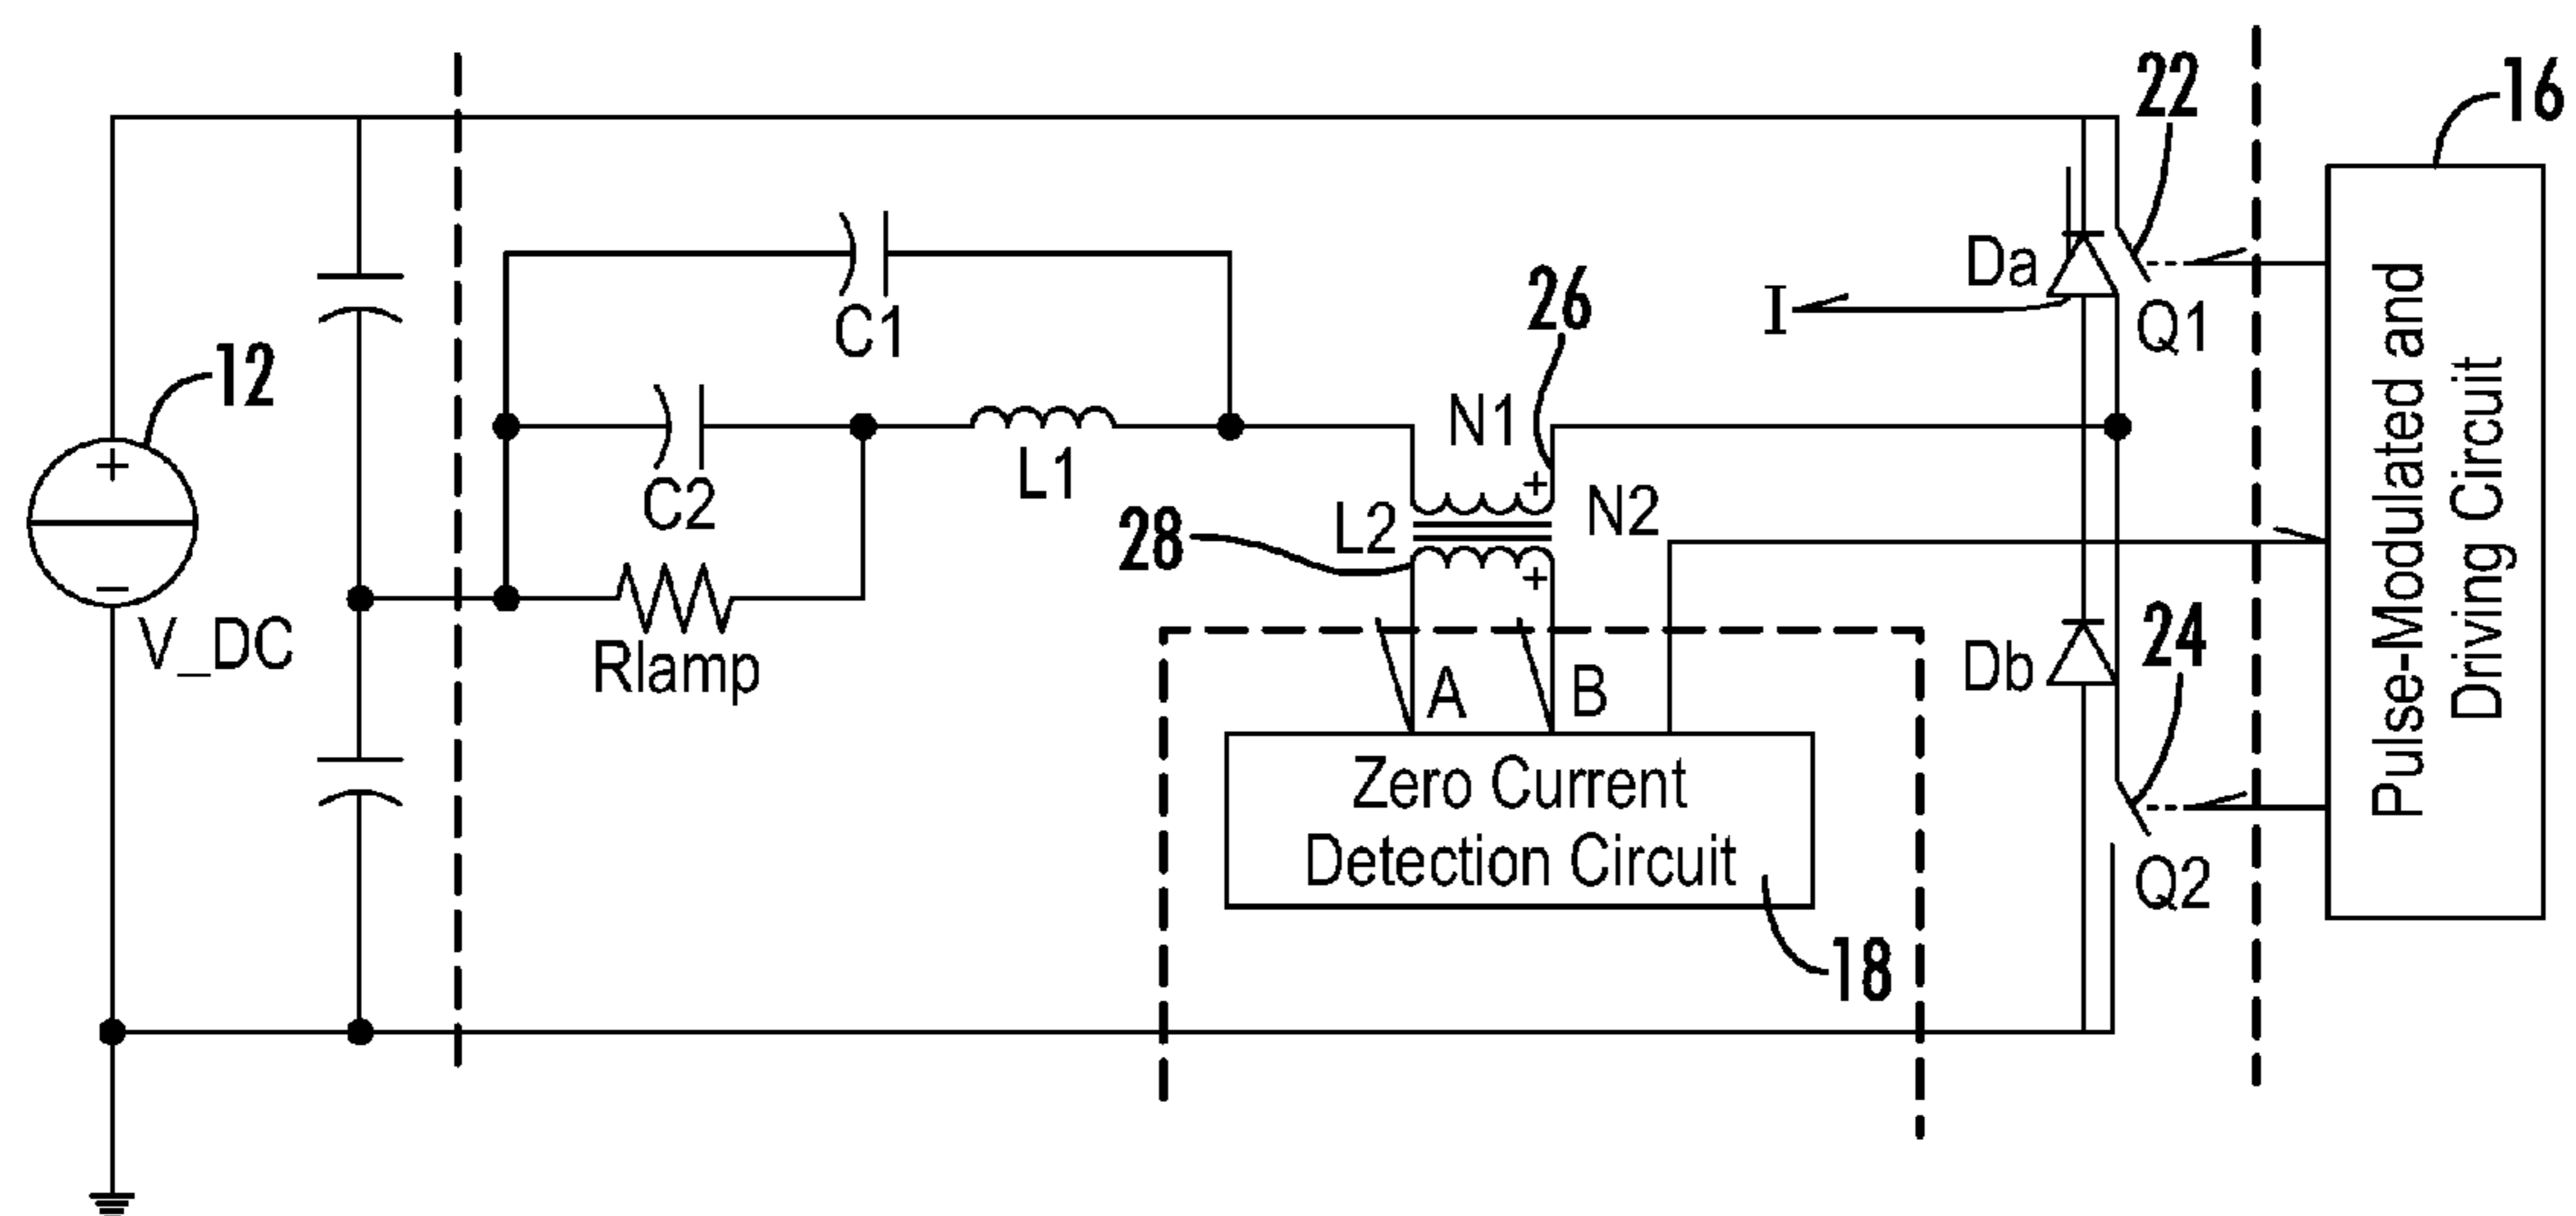 22
16
Da
I
Q1
26
C1
12
N1
L1
C2
L2
N2
28
V_DC
Rlamp
A
B
Db
24
Zero Current
Detection Circuit
Q2
18
Pulse-Modulated and
Driving Circuit
+
−
+
+